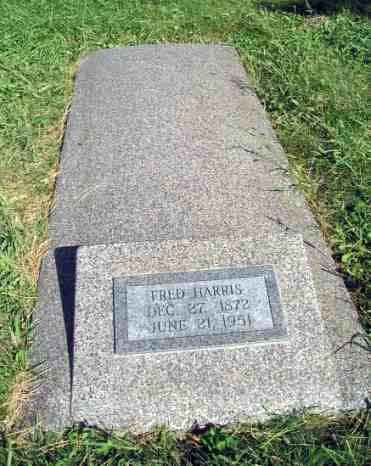 FRED HARRIS
DEC. 27, 1872
JUNE 21, 1951